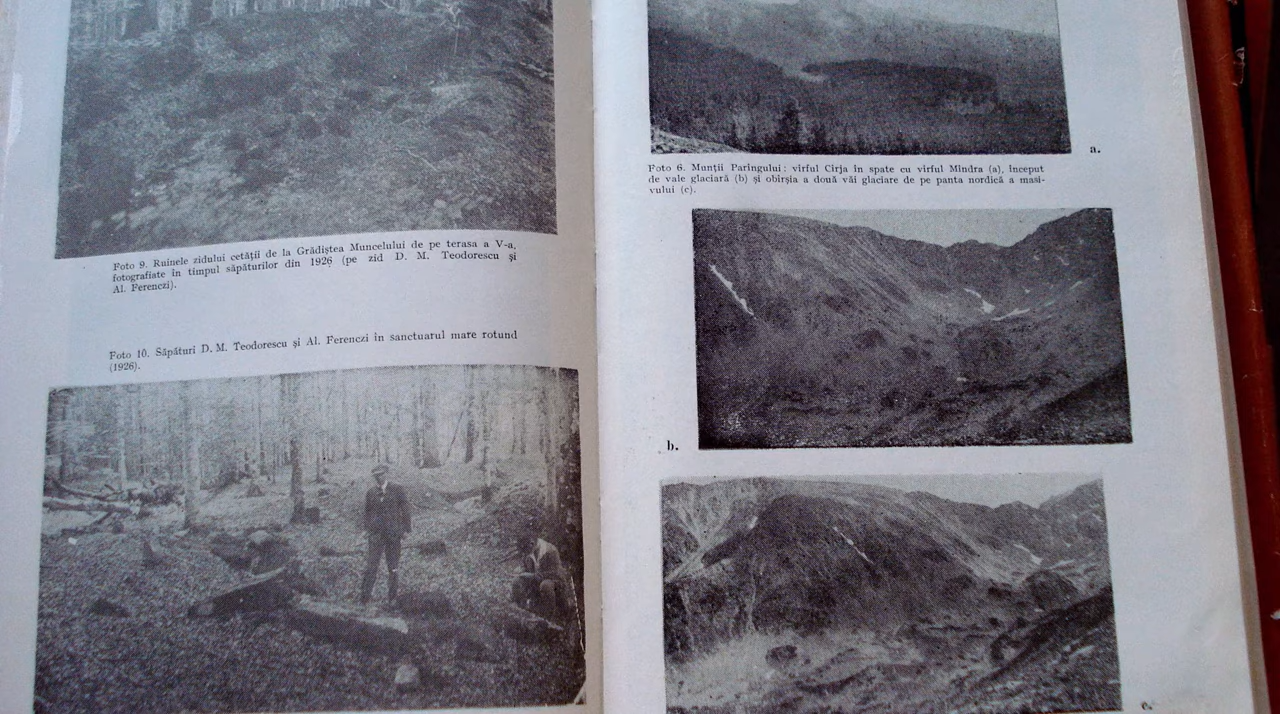 Foto 9. Ruinele zidului cetății de la Grădiștea Muncelului de pe terasa a V-a,
fotografiate în timpul săpăturilor din 1926 (pe zid D. M. Teodorescu și
Al. Ferenczi).
Foto 10. Săpături D. M. Teodorescu și Al. Ferenczi în sanctuarul mare rotund
(1926).
a.
Foto 6. Munții Paringului: vîrful Cirja în spate cu vîrful Mindra (a), început
de vale glaciară (b) și obîrșia a două văi glaciare de pe panta nordică a masi-
vului (c).
b.
c.